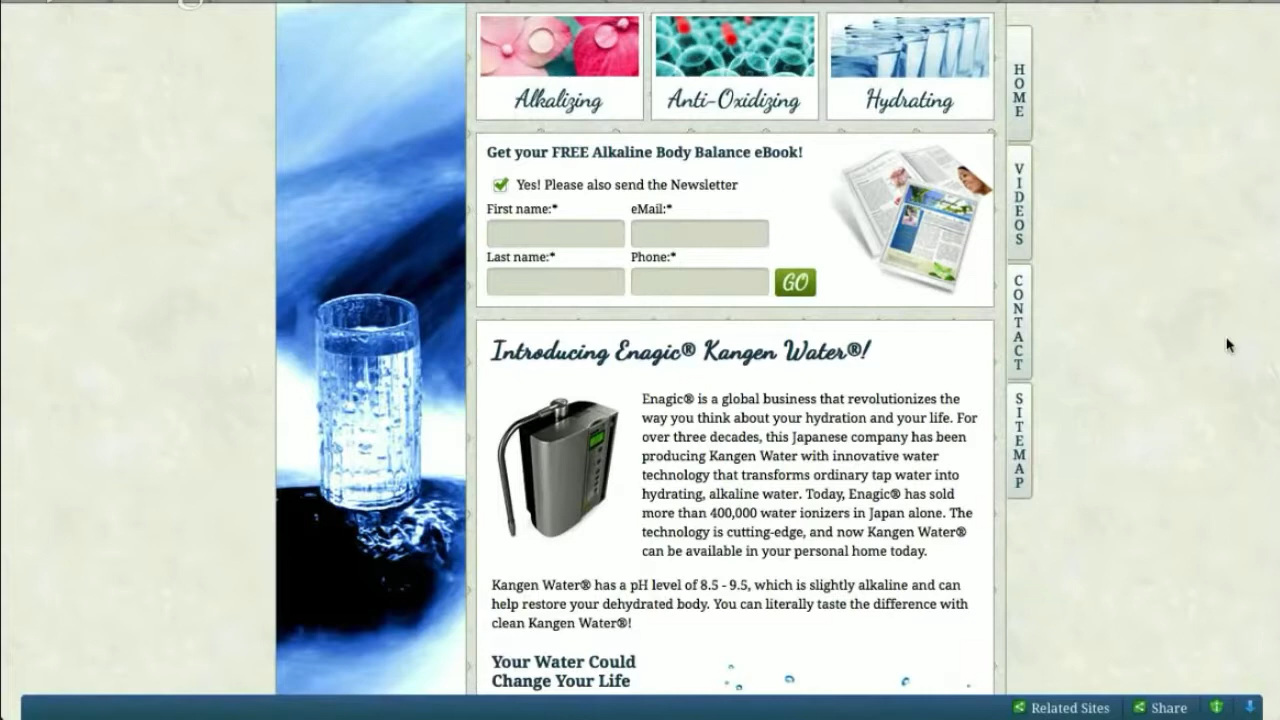 Alkalizing
Anti-Oxidizing
Hydrating
Get your FREE Alkaline Body Balance eBook!
Yes! Please also send the Newsletter
First name:*
eMail:*
Last name:*
Phone:*
GO
Introducing Enagic® Kangen Water®!
Enagic® is a global business that revolutionizes the
way you think about your hydration and your life. For
over three decades, this Japanese company has been
producing Kangen Water with innovative water
technology that transforms ordinary tap water into
hydrating, alkaline water. Today, Enagic® has sold
more than 400,000 water ionizers in Japan alone. The
technology is cutting-edge, and now Kangen Water®
can be available in your personal home today.
Kangen Water® has a pH level of 8.5 - 9.5, which is slightly alkaline and can
help restore your dehydrated body. You can literally taste the difference with
clean Kangen Water®!
Your Water Could
Change Your Life
HOME
VIDEOS
CONTACT
SITEMAP
Related Sites
Share